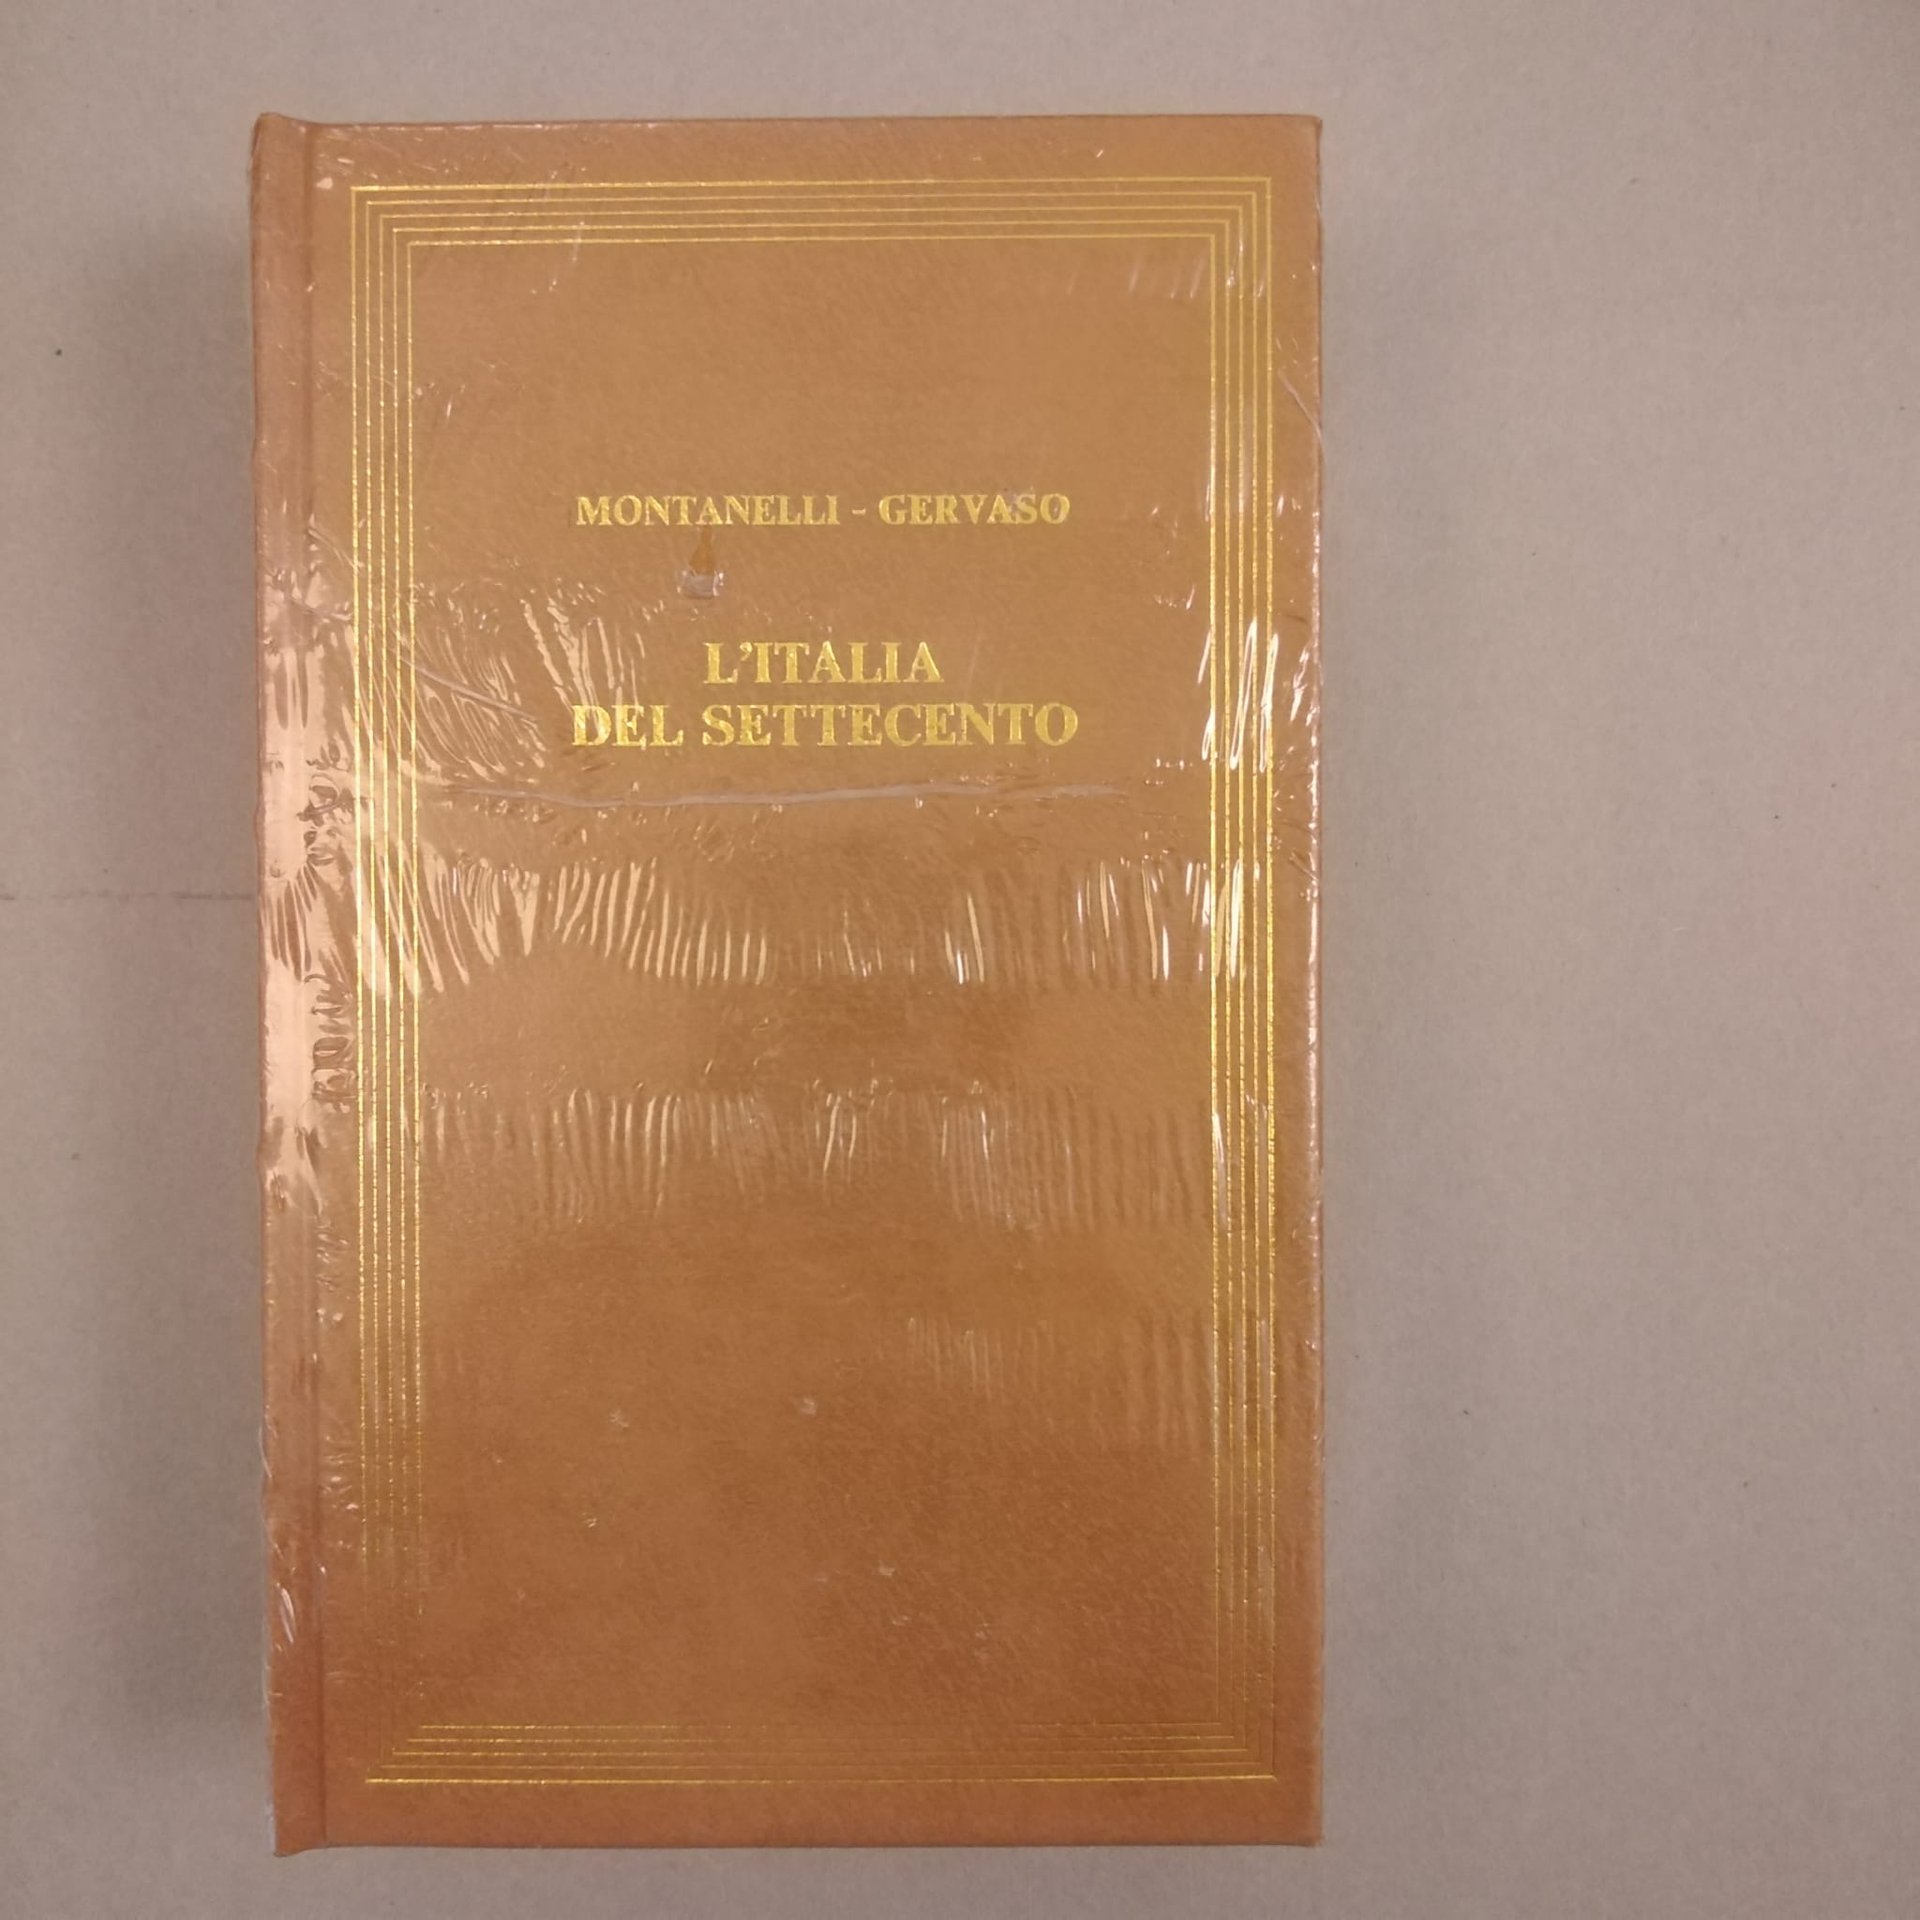 MONTANELLI - GERVASO
L'ITALIA
DEL SETTECENTO